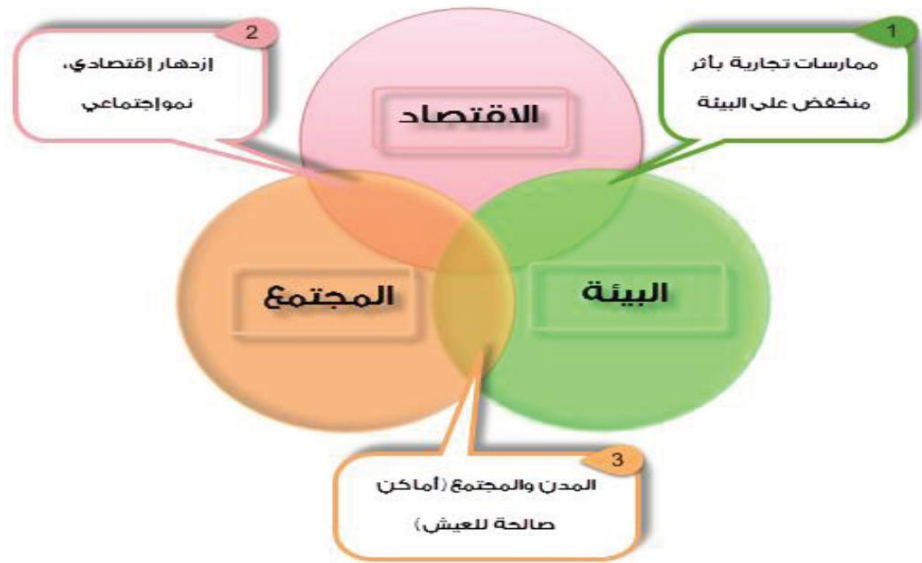 1
ممارسات تجارية بأثر
منخفض على البيئة
2
إزدهار إقتصادي،
نمو إجتماعي
الاقتصاد
البيئة
المجتمع
3
المدن والمجتمع (أماكن
صالحة للعيش)